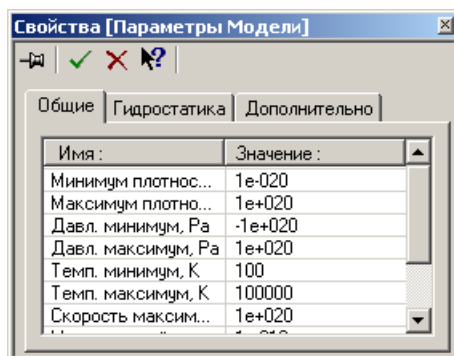 Свойства [Параметры Модели]
Общие Гидростатика Дополнительно
Имя : Значение :
Минимум плотнос... 1e-020
Максимум плотно... 1e+020
Давл. минимум, Pa -1e+020
Давл. максимум, Pa 1e+020
Темп. минимум, K 100
Темп. максимум, K 100000
Скорость максим... 1e+020